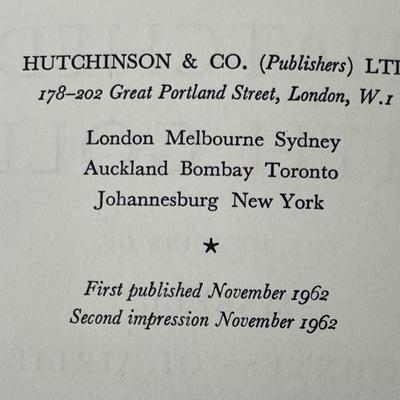 HUTCHINSON & CO. (Publishers) LTD
178–202 Great Portland Street, London, W.1
London Melbourne Sydney
Auckland Bombay Toronto
Johannesburg New York
★
First published November 1962
Second impression November 1962